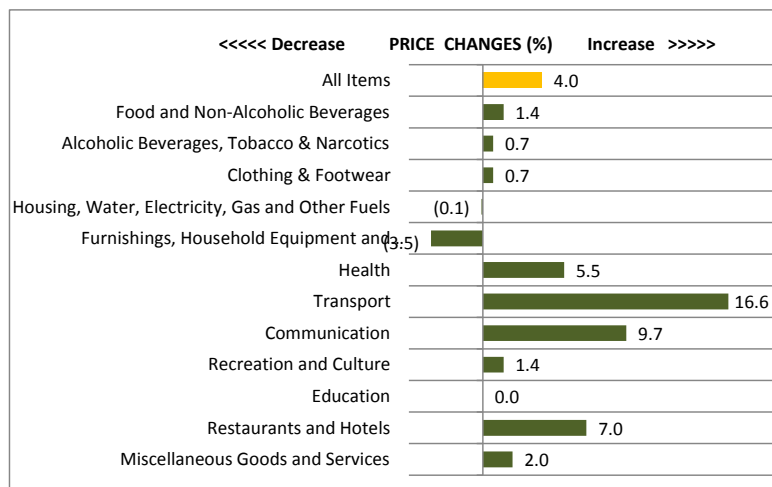 <<<<< Decrease PRICE CHANGES (%) Increase >>>>>
All Items 4.0
Food and Non-Alcoholic Beverages 1.4
Alcoholic Beverages, Tobacco & Narcotics 0.7
Clothing & Footwear 0.7
Housing, Water, Electricity, Gas and Other Fuels (0.1)
Furnishings, Household Equipment and (3.5)
Health 5.5
Transport 16.6
Communication 9.7
Recreation and Culture 1.4
Education 0.0
Restaurants and Hotels 7.0
Miscellaneous Goods and Services 2.0